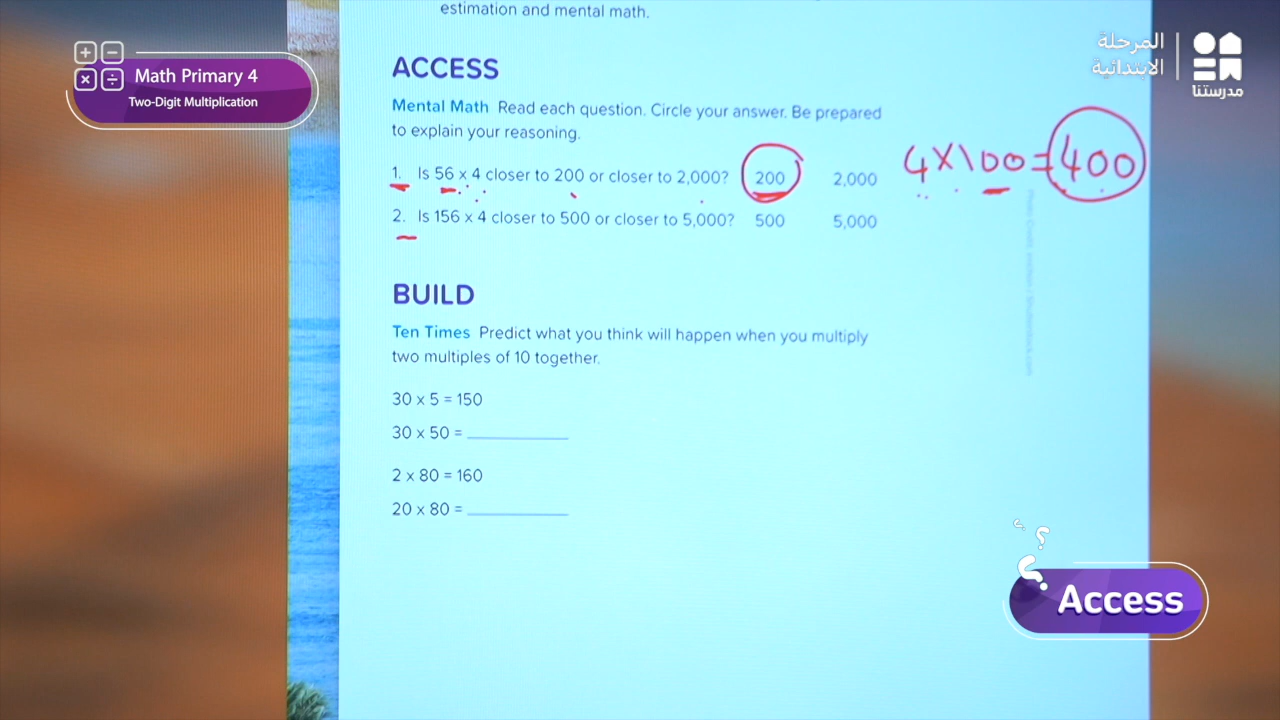 estimation and mental math.
Math Primary 4
Two-Digit Multiplication
المرحلة
الابتدائية
مدرستنا
ACCESS
Mental Math Read each question. Circle your answer. Be prepared
to explain your reasoning.
1. Is 56 x 4 closer to 200 or closer to 2,000? 200 2,000
4 x 100 = 400
2. Is 156 x 4 closer to 500 or closer to 5,000? 500 5,000
BUILD
Ten Times Predict what you think will happen when you multiply
two multiples of 10 together.
30 x 5 = 150
30 x 50 =
2 x 80 = 160
20 x 80 =
Access